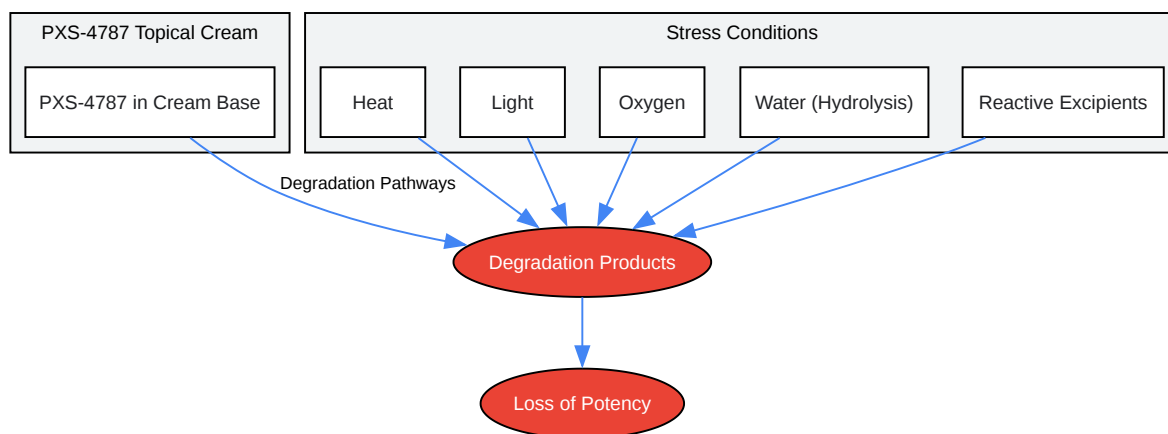 PXS-4787 Topical Cream
Stress Conditions
PXS-4787 in Cream Base
Heat
Light
Oxygen
Water (Hydrolysis)
Reactive Excipients
Degradation Pathways
Degradation Products
Loss of Potency